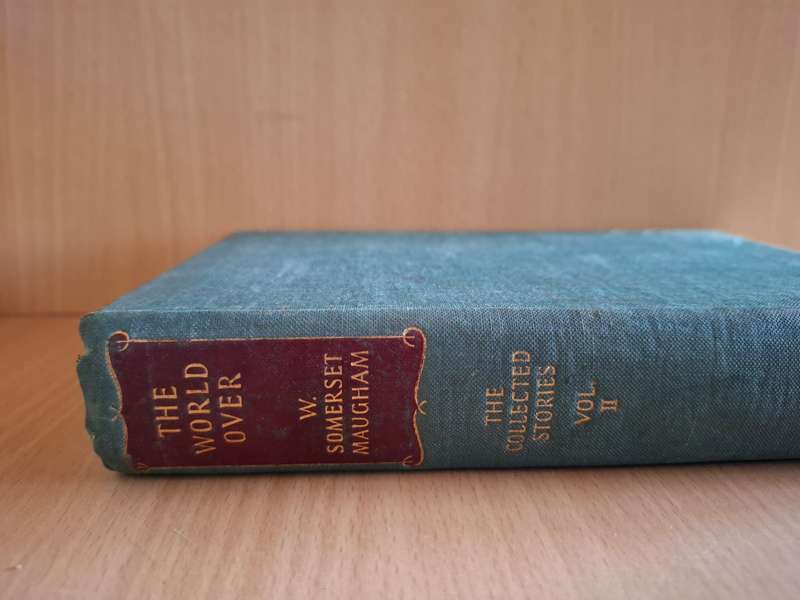 THE
WORLD
OVER
W.
SOMERSET
MAUGHAM
THE
COLLECTED
STORIES
VOL.
II